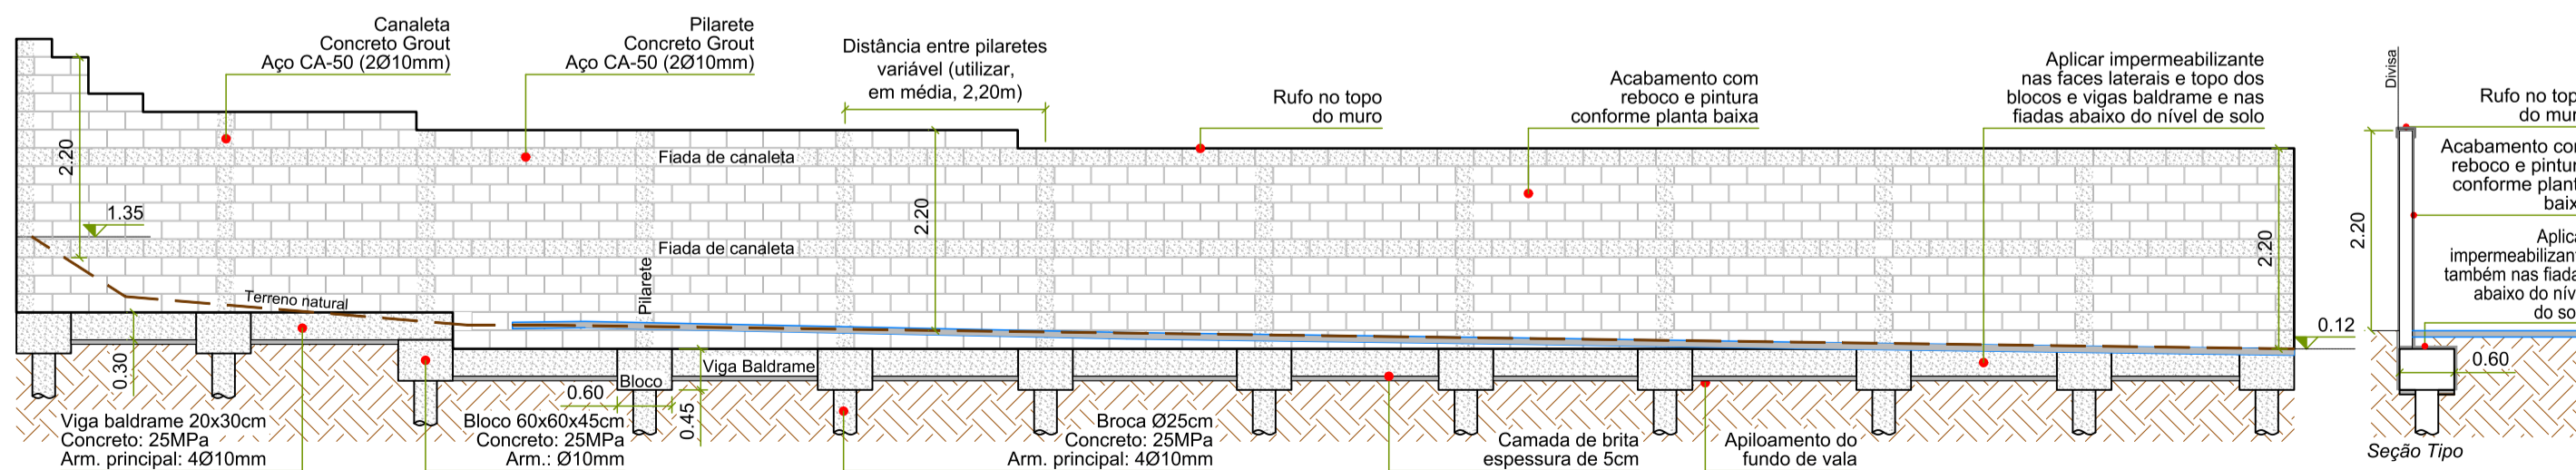 Canaleta
Concreto Grout
Aço CA-50 (2Ø10mm)
Pilarete
Concreto Grout
Aço CA-50 (2Ø10mm)
Distância entre pilaretes
variável (utilizar,
em média, 2,20m)
Rufo no topo
do muro
Acabamento com
reboco e pintura
conforme planta baixa
Aplicar impermeabilizante
nas faces laterais e topo dos
blocos e vigas baldrame e nas
fiadas abaixo do nível de solo
Divisa
Rufo no top
do mur
Acabamento co
reboco e pintur
conforme plan
baix
Aplic
impermeabilizan
também nas fiada
abaixo do nív
do so
2.20
1.35
Fiada de canaleta
2.20
Fiada de canaleta
Pilarete
Terreno natural
2.20
0.12
2.20
0.60
0.30
0.60
Bloco
0.45
Viga Baldrame
Viga baldrame 20x30cm
Concreto: 25MPa
Arm. principal: 4Ø10mm
Bloco 60x60x45cm
Concreto: 25MPa
Arm.: Ø10mm
Broca Ø25cm
Concreto: 25MPa
Arm. principal: 4Ø10mm
Camada de brita
espessura de 5cm
Apiloamento do
fundo de vala
Seção Tipo